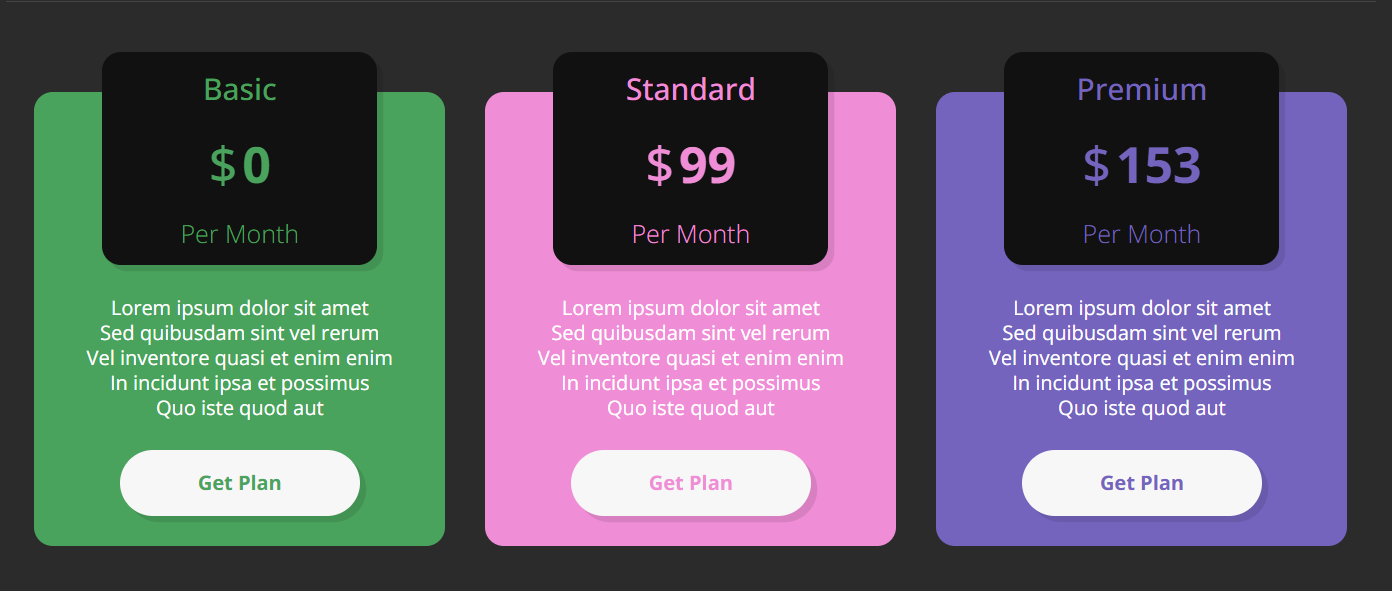 Basic
$0
Per Month
Lorem ipsum dolor sit amet
Sed quibusdam sint vel rerum
Vel inventore quasi et enim enim
In incidunt ipsa et possimus
Quo iste quod aut
Get Plan
Standard
$99
Per Month
Lorem ipsum dolor sit amet
Sed quibusdam sint vel rerum
Vel inventore quasi et enim enim
In incidunt ipsa et possimus
Quo iste quod aut
Get Plan
Premium
$153
Per Month
Lorem ipsum dolor sit amet
Sed quibusdam sint vel rerum
Vel inventore quasi et enim enim
In incidunt ipsa et possimus
Quo iste quod aut
Get Plan